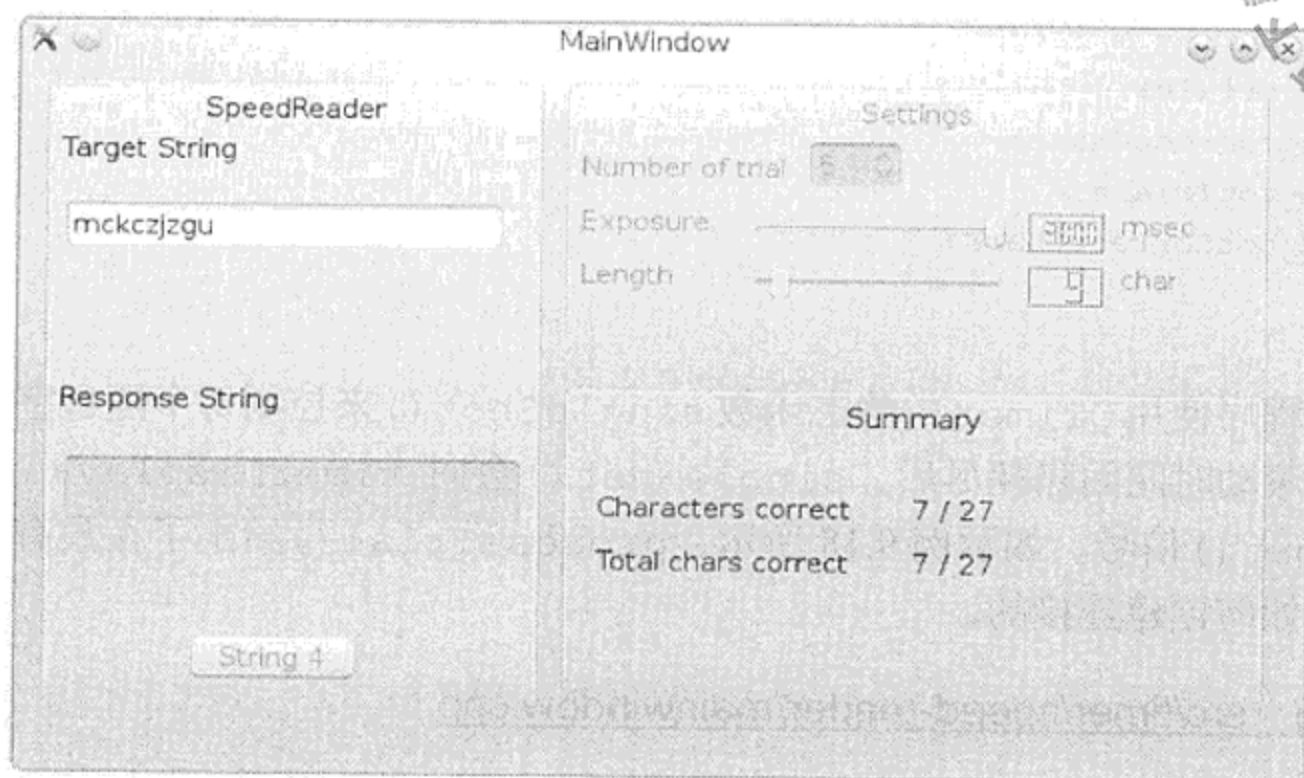 MainWindow
SpeedReader
Target String
mckczjzgu
Response String
String 4
Settings
Number of trial
Exposure msec
Length 9 char
Summary
Characters correct 7 / 27
Total chars correct 7 / 27